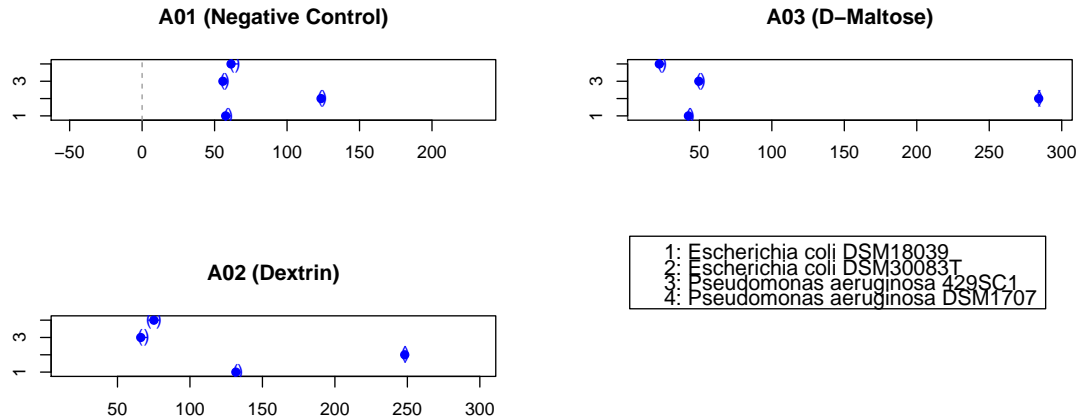 A01 (Negative Control)
3
1
−50 0 50 100 150 200
A03 (D−Maltose)
3
1
50 100 150 200 250 300
A02 (Dextrin)
3
1
50 100 150 200 250 300
1: Escherichia coli DSM18039
2: Escherichia coli DSM30083T
3: Pseudomonas aeruginosa 429SC1
4: Pseudomonas aeruginosa DSM1707